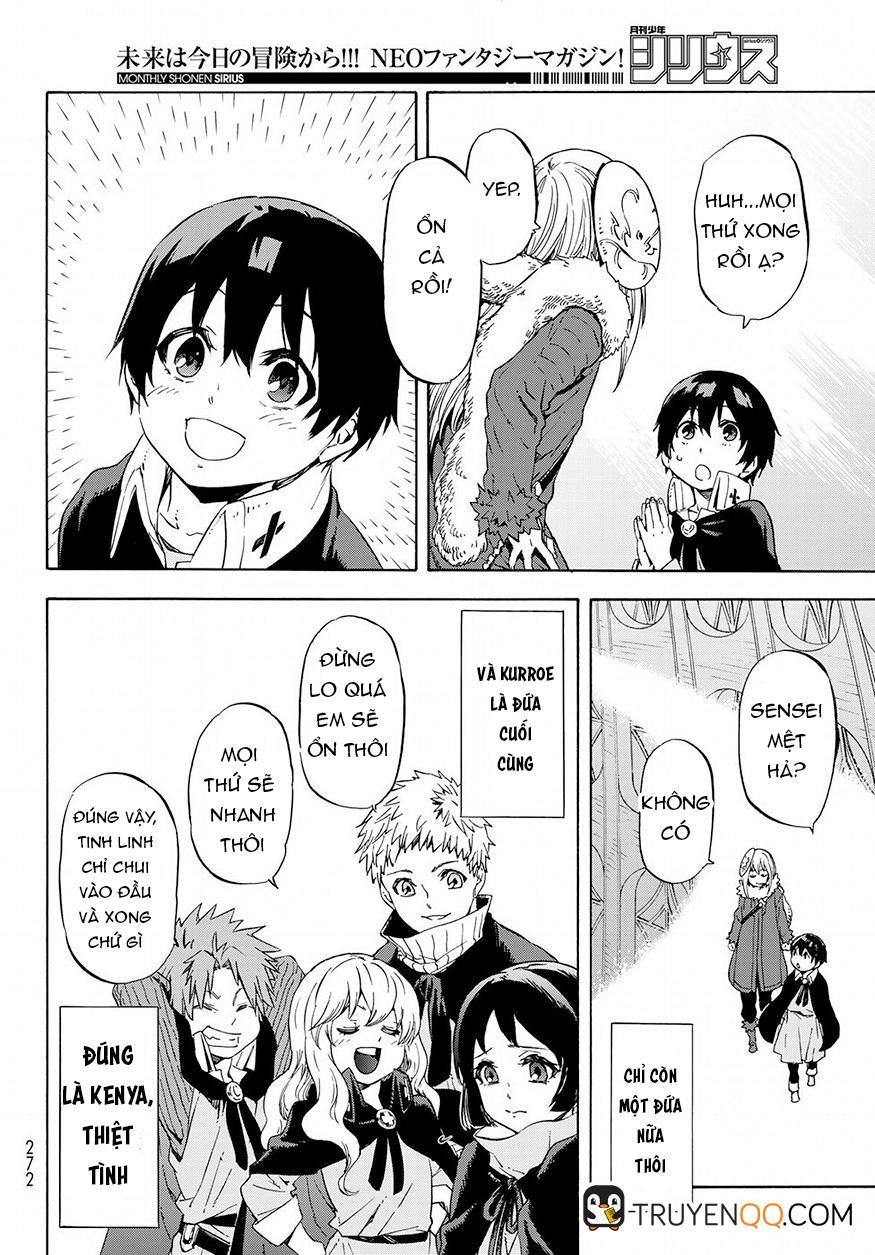 未来は今日の冒険から!!! NEOファンタジーマガジン!
MONTHLY SHONEN SIRIUS
月刊少年
シリウス
HUH...MỌI
THỨ XONG
RỒI Ạ?
YEP.
ỔN
CẢ
RỒI!
SENSEI
MỆT
HẢ?
KHÔNG
CÓ
CHỈ CÒN
MỘT ĐỨA
NỮA
THÔI
VÀ KURROE
LÀ ĐỨA
CUỐI
CÙNG
ĐỪNG
LO QUÁ
EM SẼ
ỔN THÔI
MỌI
THỨ SẼ
NHANH
THÔI
ĐÚNG VẬY,
TINH LINH
CHỈ CHUI
VÀO ĐẦU
VÀ XONG
CHỨ GÌ
ĐÚNG
LÀ KENYA,
THIỆT
TÌNH
272
-TRUYENQQ.COM-